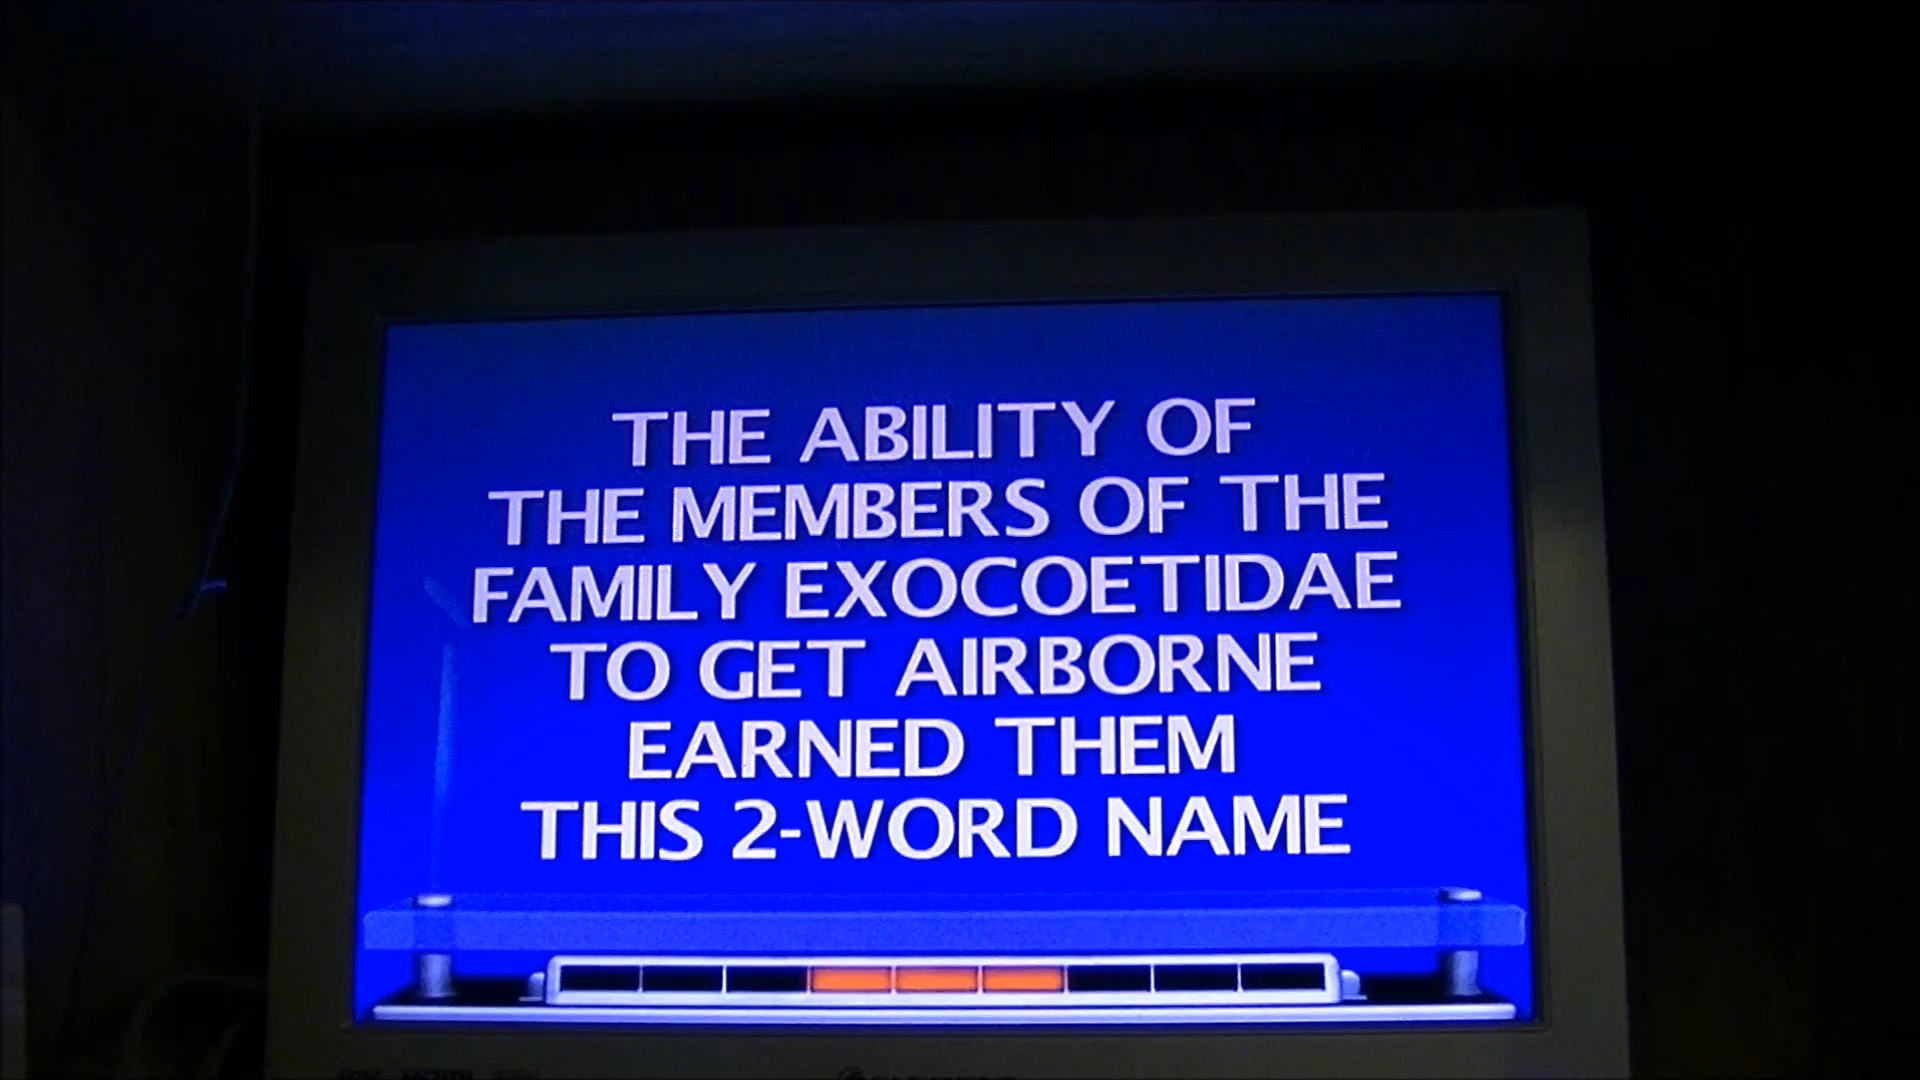 THE ABILITY OF
THE MEMBERS OF THE
FAMILY EXOCOETIDAE
TO GET AIRBORNE
EARNED THEM
THIS 2-WORD NAME